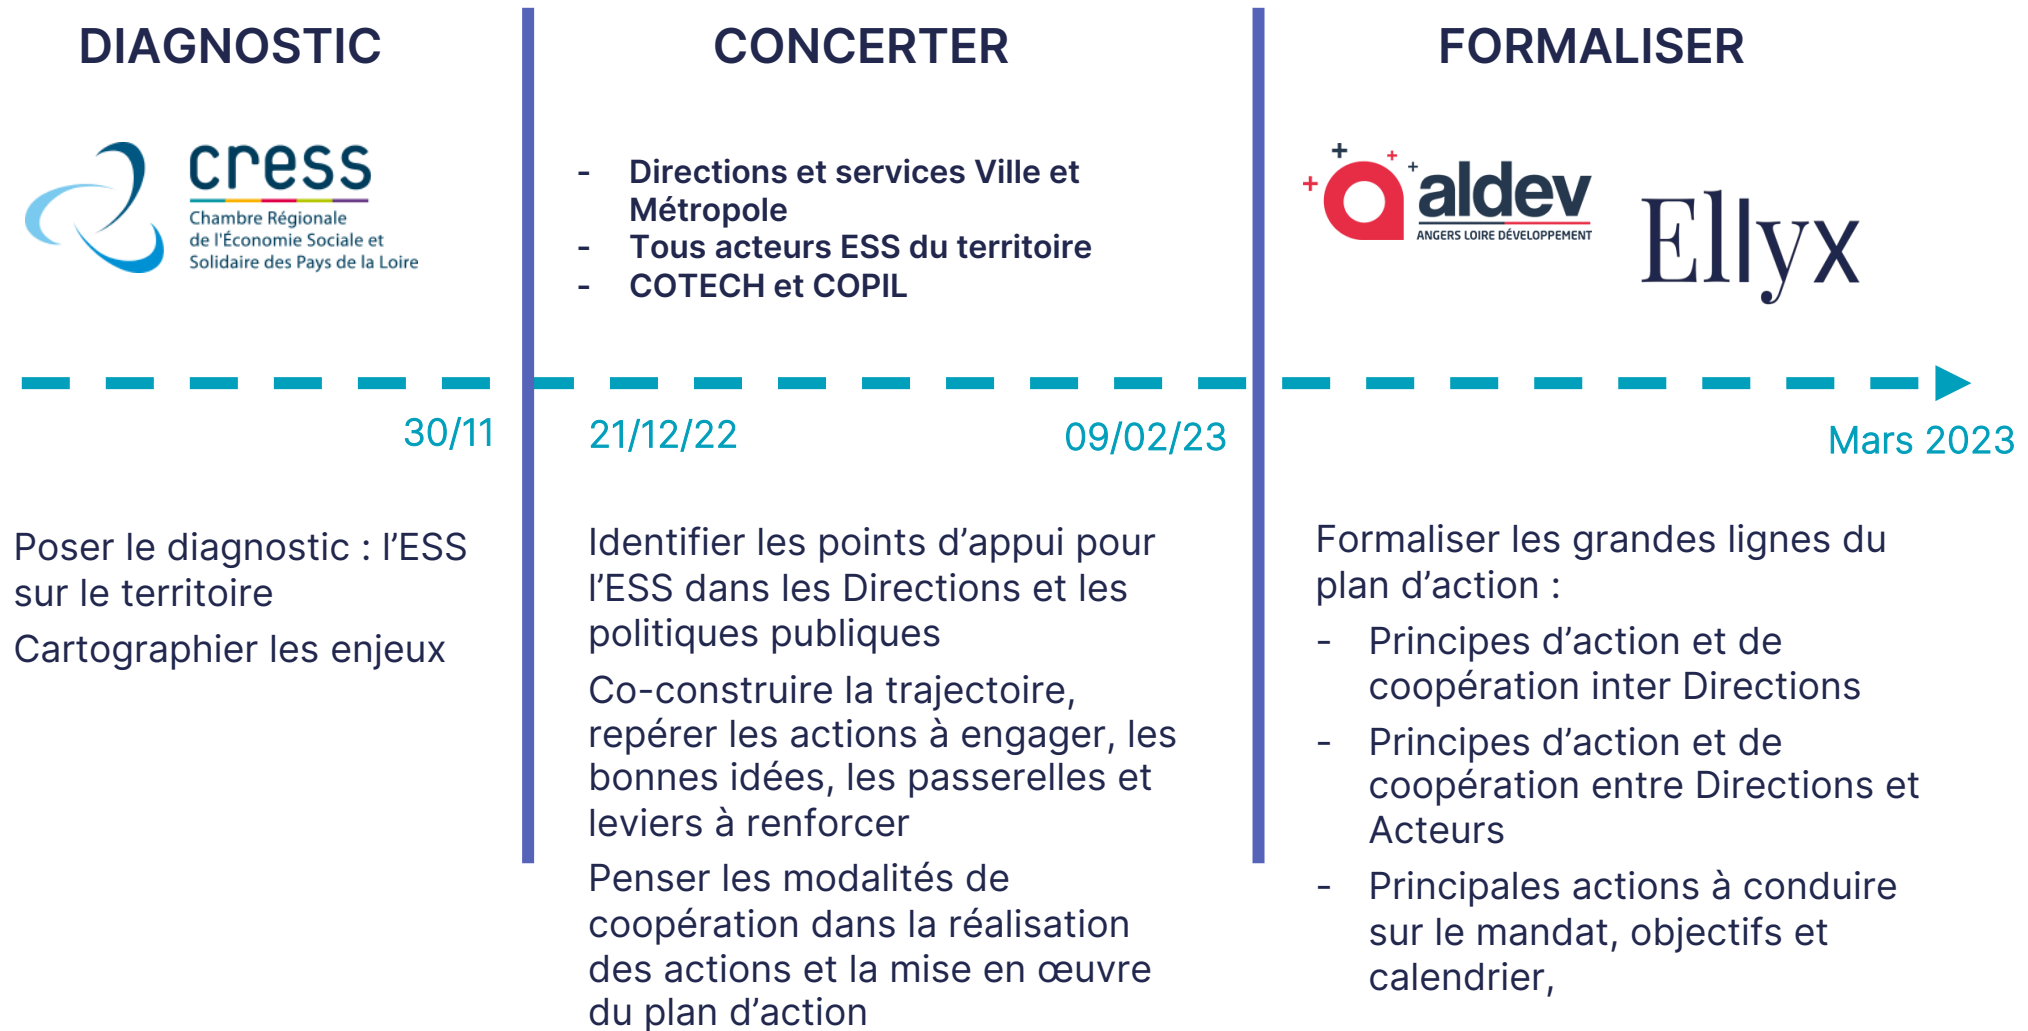 DIAGNOSTIC
cress
Chambre Régionale
de l'Économie Sociale et
Solidaire des Pays de la Loire
30/11
Poser le diagnostic : l’ESS
sur le territoire
Cartographier les enjeux
CONCERTER
- Directions et services Ville et
Métropole
- Tous acteurs ESS du territoire
- COTECH et COPIL
21/12/22
09/02/23
Identifier les points d’appui pour
l’ESS dans les Directions et les
politiques publiques
Co-construire la trajectoire,
repérer les actions à engager, les
bonnes idées, les passerelles et
leviers à renforcer
Penser les modalités de
coopération dans la réalisation
des actions et la mise en œuvre
du plan d’action
FORMALISER
aldev
ANGERS LOIRE DÉVELOPPEMENT
Ellyx
Mars 2023
Formaliser les grandes lignes du
plan d’action :
- Principes d’action et de
coopération inter Directions
- Principes d’action et de
coopération entre Directions et
Acteurs
- Principales actions à conduire
sur le mandat, objectifs et
calendrier,